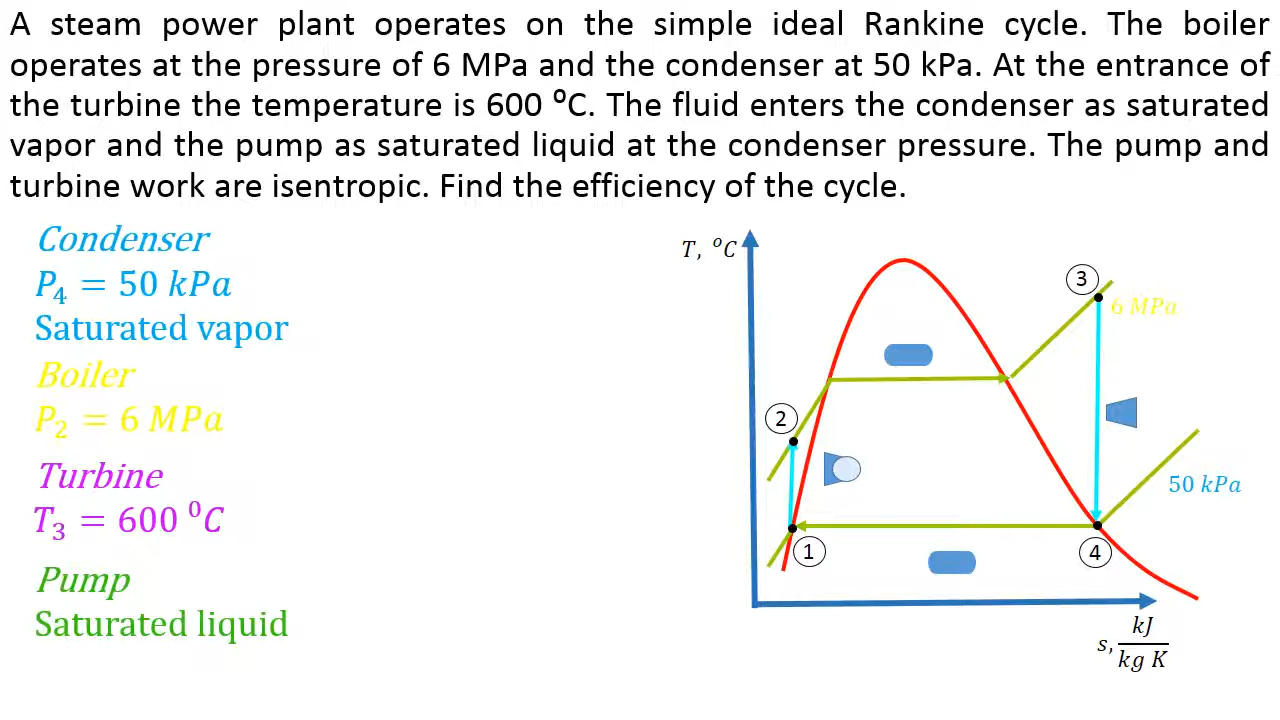 A steam power plant operates on the simple ideal Rankine cycle. The boiler
operates at the pressure of 6 MPa and the condenser at 50 kPa. At the entrance of
the turbine the temperature is 600 ⁰C. The fluid enters the condenser as saturated
vapor and the pump as saturated liquid at the condenser pressure. The pump and
turbine work are isentropic. Find the efficiency of the cycle.
Condenser
P₄ = 50 kPa
Saturated vapor
Boiler
P₂ = 6 MPa
Turbine
T₃ = 600 ⁰C
Pump
Saturated liquid
T, ⁰C
3
6 MPa
2
50 kPa
1
4
s, kJ/kg K